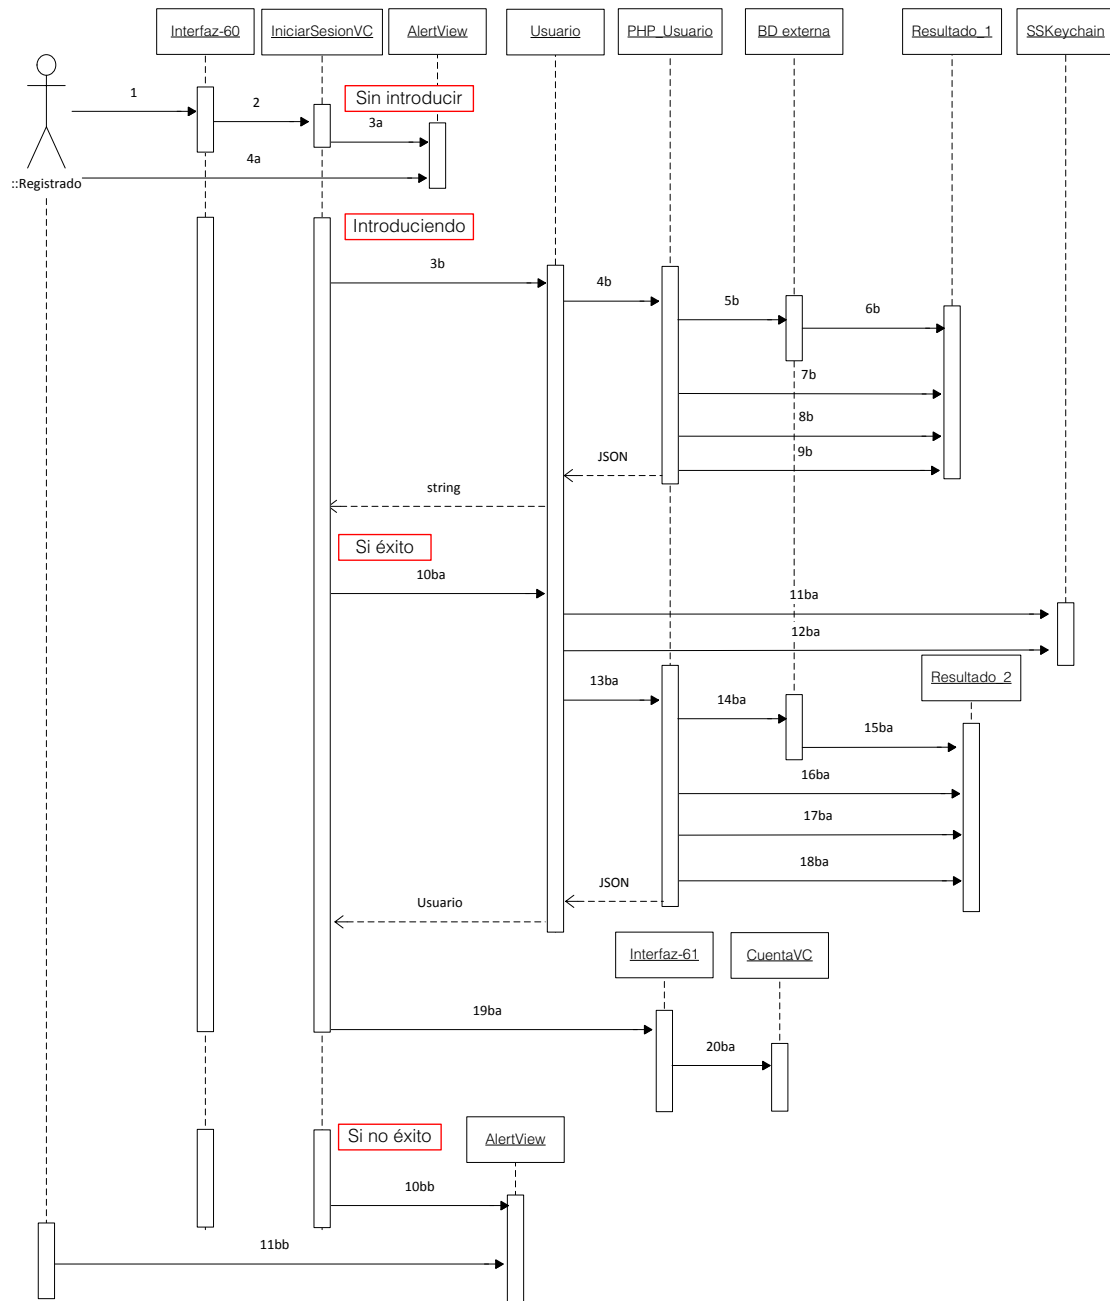 Interfaz-60
IniciarSesionVC
AlertView
Usuario
PHP_Usuario
BD externa
Resultado_1
SSKeychain
1
2
Sin introducir
3a
4a
::Registrado
Introduciendo
3b
4b
5b
6b
7b
8b
9b
JSON
string
Si éxito
10ba
11ba
12ba
Resultado_2
13ba
14ba
15ba
16ba
17ba
18ba
JSON
Usuario
Interfaz-61
CuentaVC
19ba
20ba
Si no éxito
AlertView
10bb
11bb